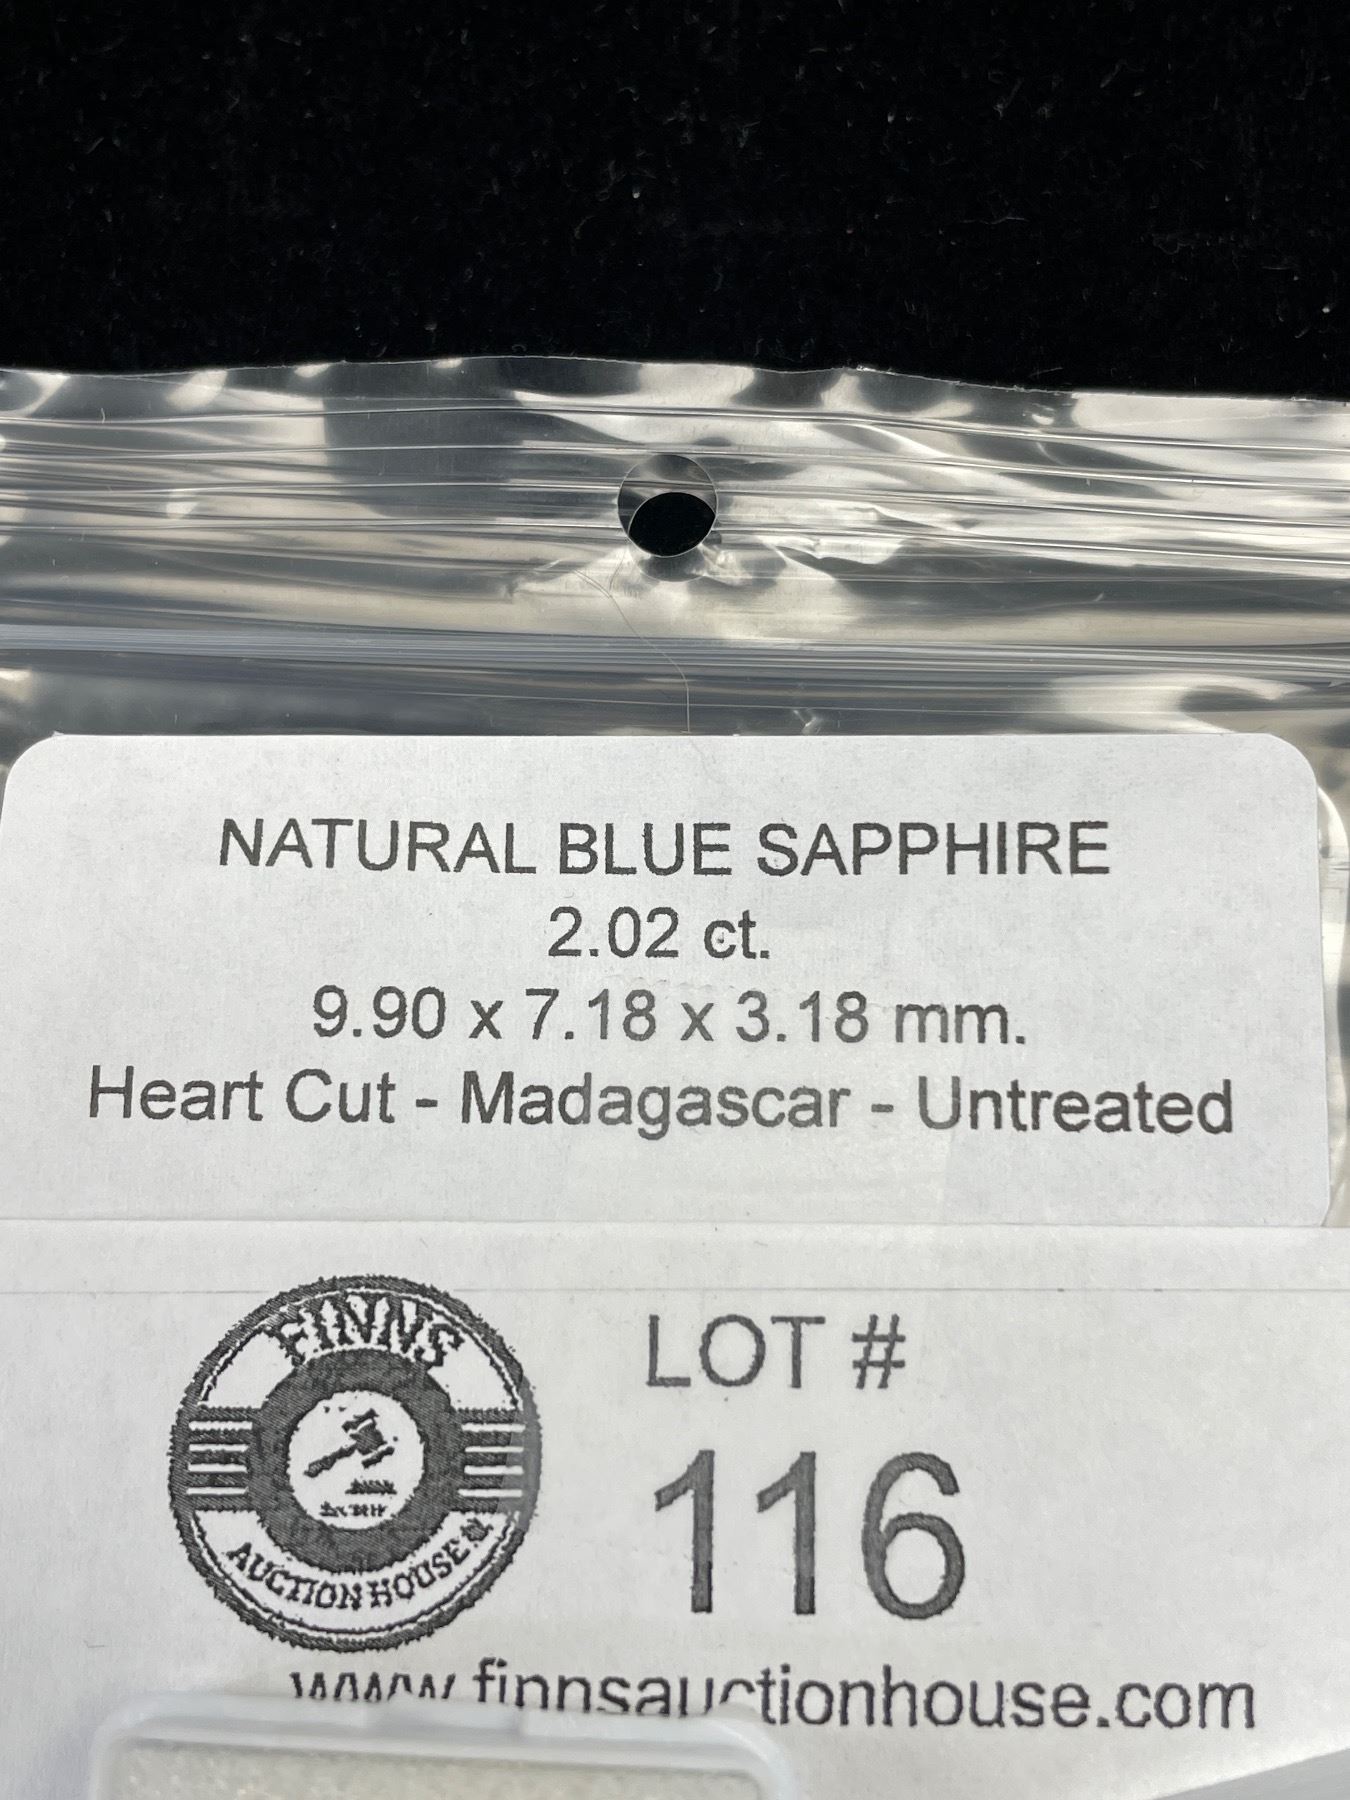 NATURAL BLUE SAPPHIRE
2.02 ct.
9.90 x 7.18 x 3.18 mm.
Heart Cut - Madagascar - Untreated
FINNS
AUCTION HOUSE
LOT #
116
www.finnsauctionhouse.com